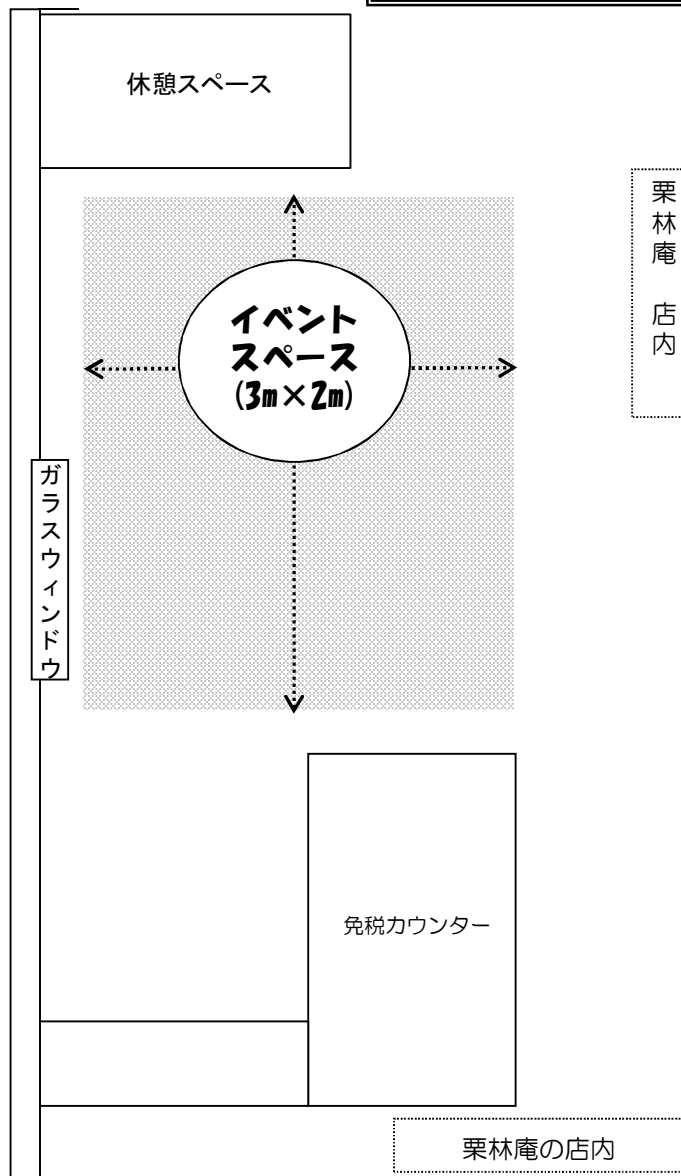 休憩スペース
栗林庵　店内
イベント
スペース
(3m×2m)
ガラスウィンドウ
免税カウンター
栗林庵の店内